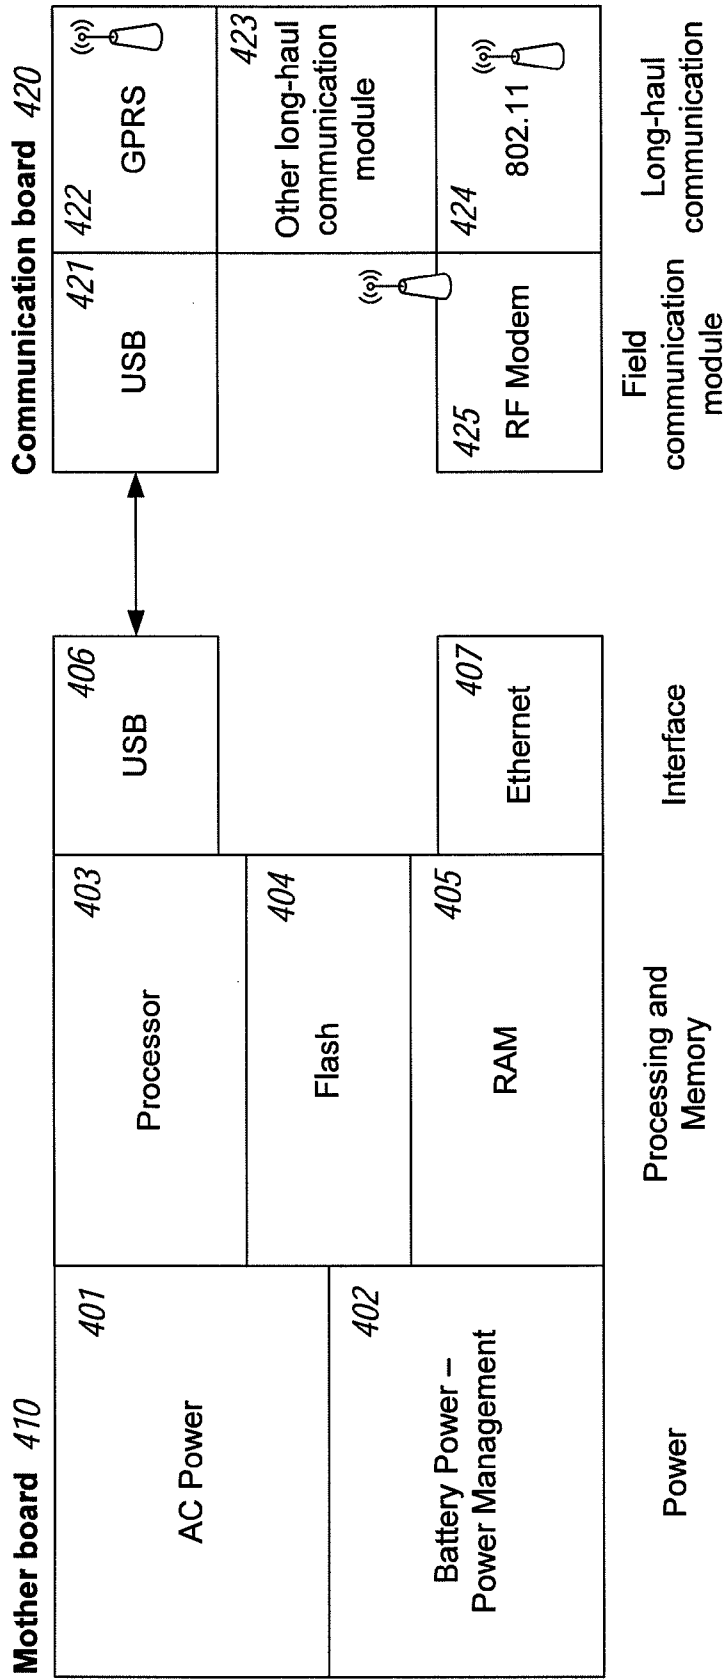 Mother board 410
AC Power
401
Battery Power –
Power Management
402
Power
Processor
403
Flash
404
RAM
405
Processing and
Memory
USB
406
Ethernet
407
Interface
Communication board 420
USB
421
425
RF Modem
Field
communication
module
422
GPRS
423
Other long-haul
communication
module
424
802.11
Long-haul
communication